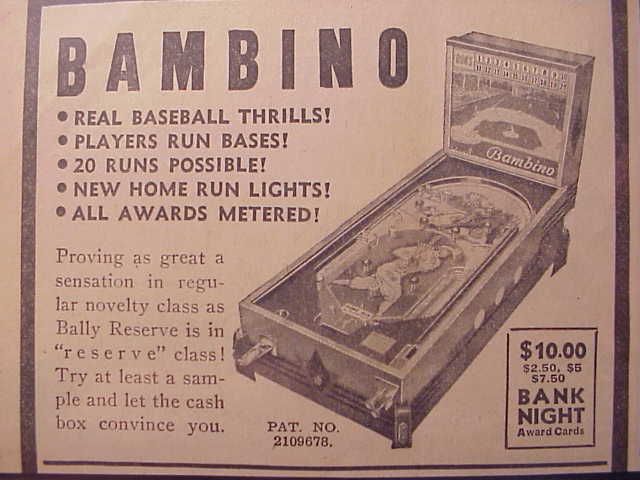 BAMBINO
• REAL BASEBALL THRILLS!
• PLAYERS RUN BASES!
• 20 RUNS POSSIBLE!
• NEW HOME RUN LIGHTS!
• ALL AWARDS METERED!
Proving as great a
sensation in regu-
lar novelty class as
Bally Reserve is in
"reserve" class!
Try at least a sam-
ple and let the cash
box convince you.
Bambino
PAT. NO.
2109678.
$10.00
$2.50, $5
$7.50
BANK
NIGHT
Award Cards